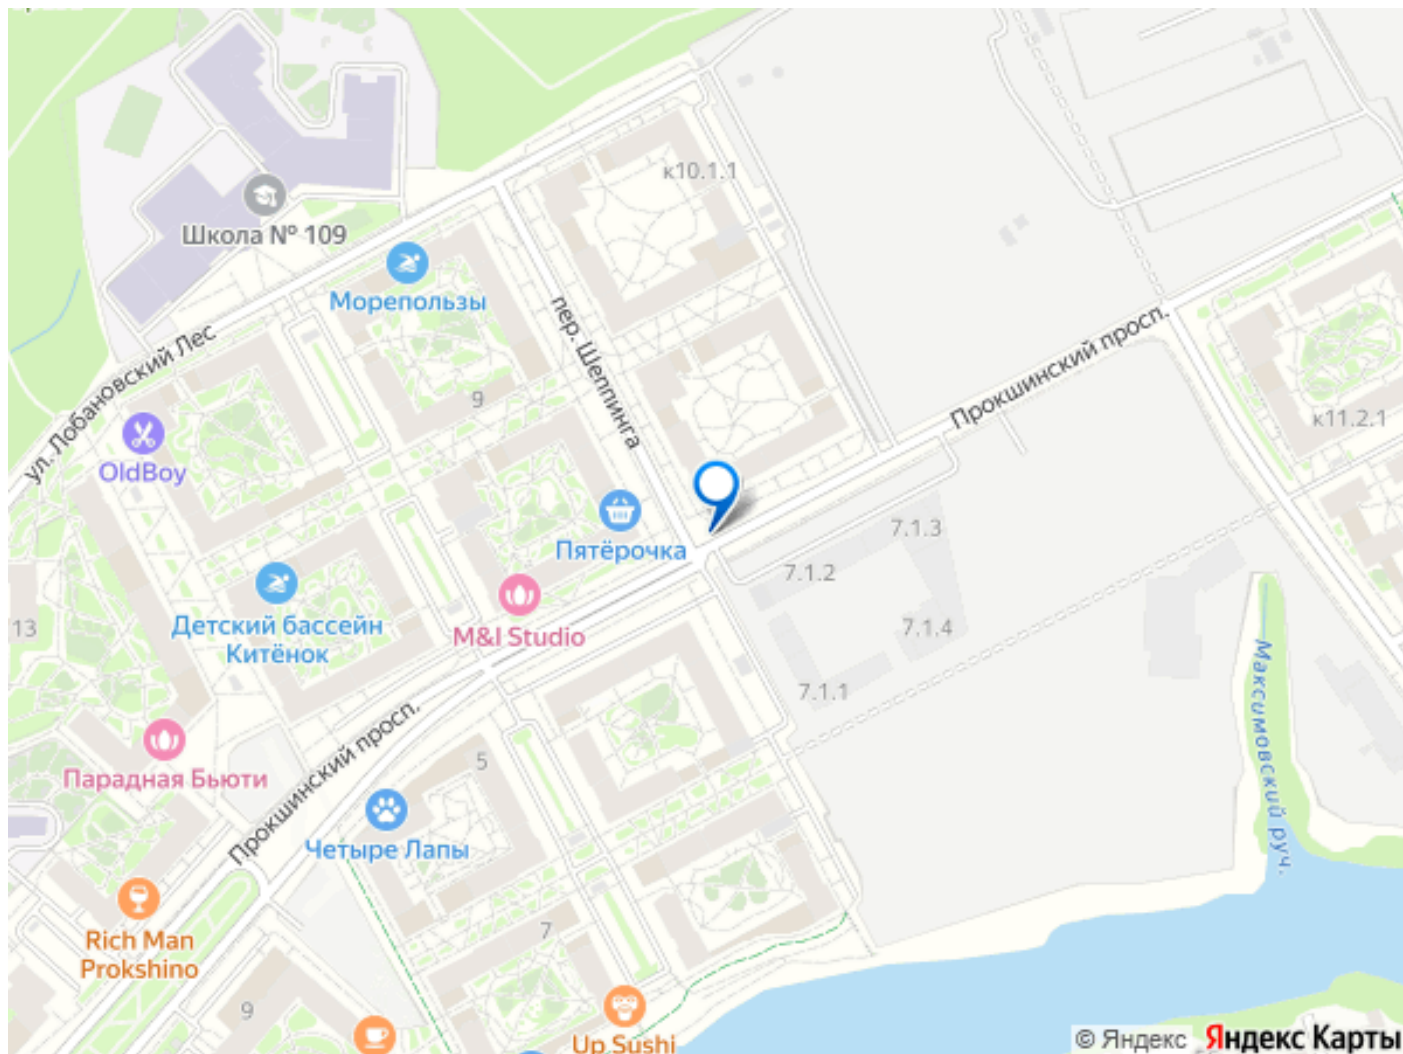 к10.1.1
Школа № 109
Морепользы
пер. Шеппинга
Прокшинский просп.
ул. Лобановский Лес
9
к11.2.1
OldBoy
Пятёрочка
7.1.3
7.1.2
Детский бассейн
Китёнок
13
M&I Studio
7.1.4
7.1.1
Максимовский руч.
Прокшинский просп.
Парадная Бьюти
5
Четыре Лапы
Rich Man
Prokshino
7
9
Up Sushi
© Яндекс Яндекс Карты